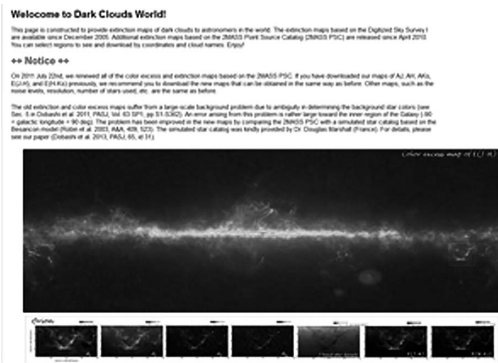 Welcome to Dark Clouds World!
This page is constructed to provide extinction maps of dark clouds to astronomers in the world. The extinction maps based on the Digitized Sky Survey I
are available since December 2005. Additional extinction maps based on the 2MASS Point Source Catalog (2MASS PSC) are released since April 2010.
You can select regions to see and download by coordinates and cloud names. Enjoy!
++ Notice ++
On 2011 July 22nd, we renewed all of the color excess and extinction maps based on the 2MASS PSC. If you have downloaded our maps of AJ, AH, AKs,
E(J-H), and E(H-Ks) previously, we recommend you to download the new maps that can be obtained in the same way as before. Other maps, such as the
noise levels, resolution, number of stars used, etc. are the same as before.
The old extinction and color excess maps suffer from a large-scale background problem due to ambiguity in determining the background star colors (see
Sec. 5 in Dobashi et al. 2011, PASJ, Vol. 63 SP1, pp S1-S362). An error arising from this problem is rather large toward the inner region of the Galaxy (-90
< galactic longitude < 90 deg). The problem has been improved in the new maps by comparing the 2MASS PSC with a simulated star catalog based on the
Besancon model (Robin et al. 2003, A&A, 409, 523). The simulated star catalog was kindly provided by Dr. Douglas Marshall (France). For details, please
see our paper (Dobashi et al. 2013, PASJ, 65, id 31).
Color excess map of E(J-H)